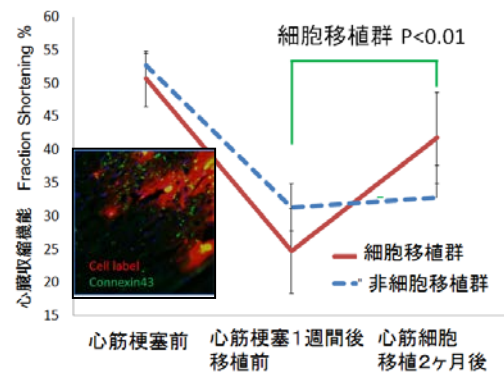 細胞移植群 P<0.01
心臓収縮機能 Fraction Shortening %
60
55
50
45
40
35
30
25
20
15
Cell label
Connexin43
細胞移植群
非細胞移植群
心筋梗塞前
心筋梗塞1週間後
移植前
心筋細胞
移植2ヶ月後